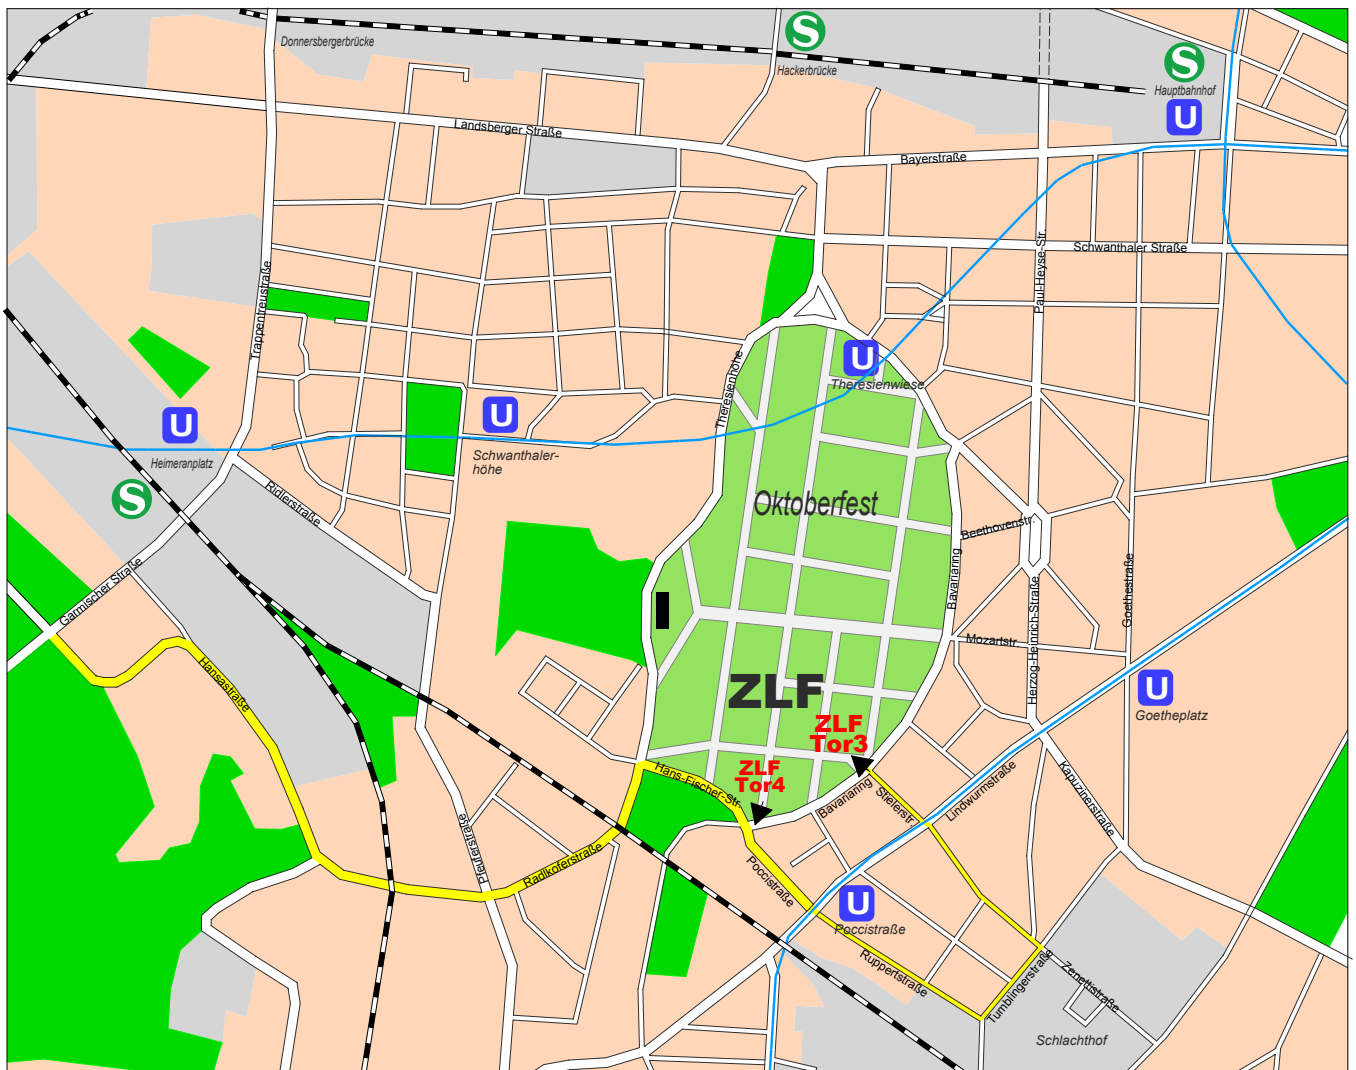 S
Donnersbergerbrücke
Hackerbrücke
S
Hauptbahnhof
U
Landsberger Straße
Bayerstraße
Schwanthaler Straße
Paul-Heyse-Str.
Trappentreustraße
Theresienhöhe
U
Theresienwiese
U
Heimeranplatz
U
Schwanthaler-
höhe
S
Ridlerstraße
Oktoberfest
Beethovenstr.
Bavariaring
Goethestraße
Herzog-Heinrich-Straße
Garmischer Straße
Mozartstr.
Hansastraße
ZLF
U
Goetheplatz
ZLF
Tor3
ZLF
Tor4
Hans-Fischer-Str.
Bavariaring
Stielerstr.
Lindwurmstraße
Kapuzinerstraße
Pfeuferstraße
Radlkoferstraße
Poccistraße
U
Poccistraße
Ruppertstraße
Tumblingerstraße
Zenettistraße
Schlachthof